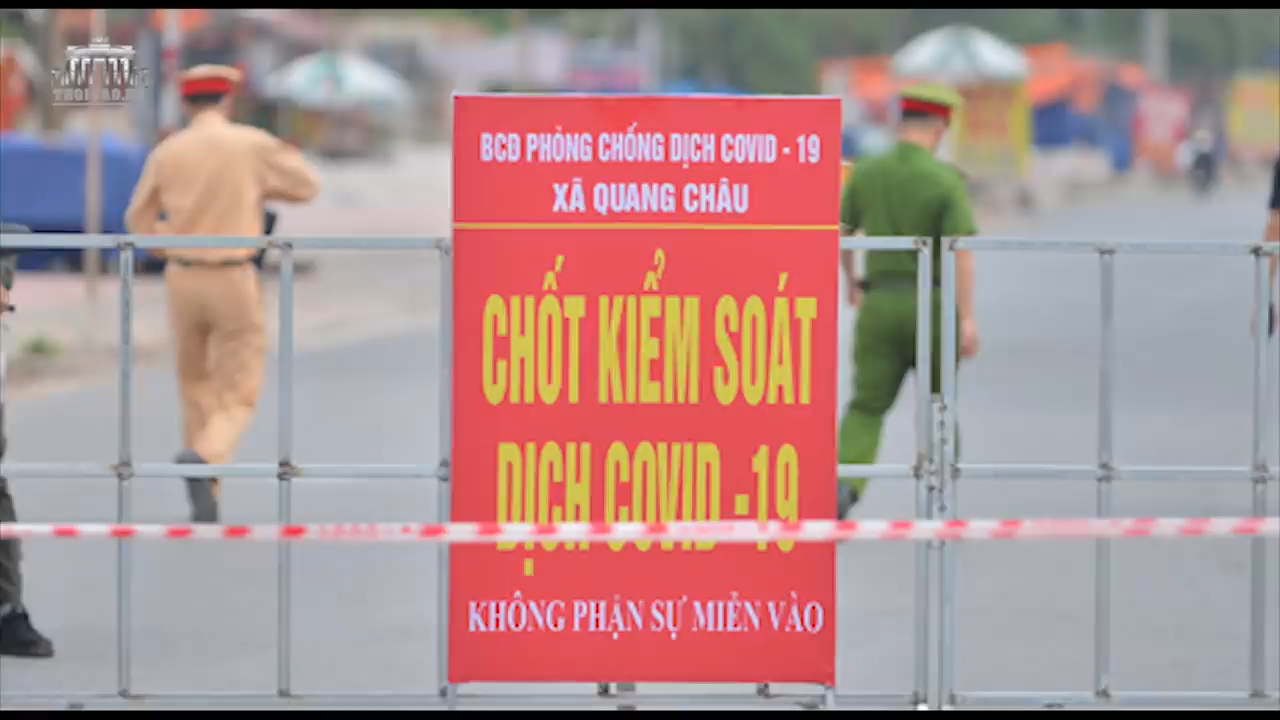 BCĐ PHÒNG CHỐNG DỊCH COVID - 19
XÃ QUANG CHÂU
CHỐT KIỂM SOÁT
DỊCH COVID -19
KHÔNG PHẬN SỰ MIỄN VÀO